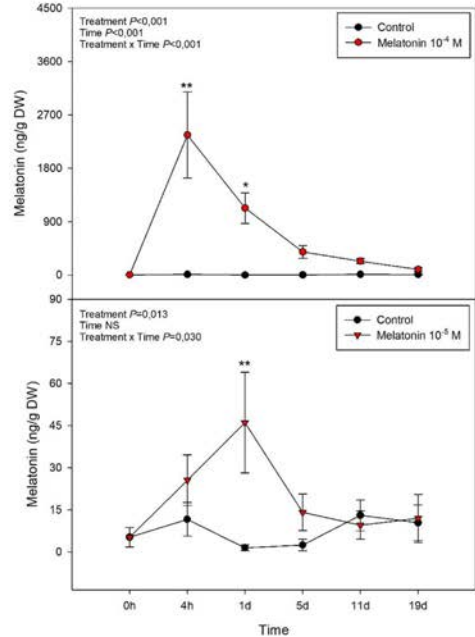 4500
3600
2700
1800
900
0
Melatonin (ng/g DW)
Treatment P<0,001
Time P<0,001
Treatment x Time P<0,001
Control
Melatonin 10⁻⁴ M
**
*
90
75
60
45
30
15
0
Melatonin (ng/g DW)
Treatment P=0,013
Time NS
Treatment x Time P=0,030
Control
Melatonin 10⁻⁵ M
**
0h 4h 1d 5d 11d 19d
Time